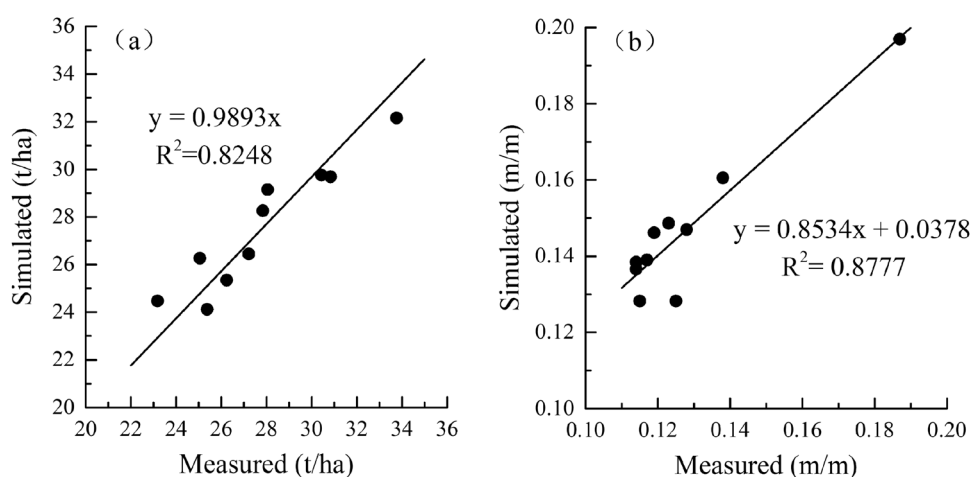 (a)
y = 0.9893x
R²=0.8248
Simulated (t/ha)
36
34
32
30
28
26
24
22
20
20 22 24 26 28 30 32 34 36
Measured (t/ha)
(b)
y = 0.8534x + 0.0378
R²= 0.8777
Simulated (m/m)
0.20
0.18
0.16
0.14
0.12
0.10
0.10 0.12 0.14 0.16 0.18 0.20
Measured (m/m)